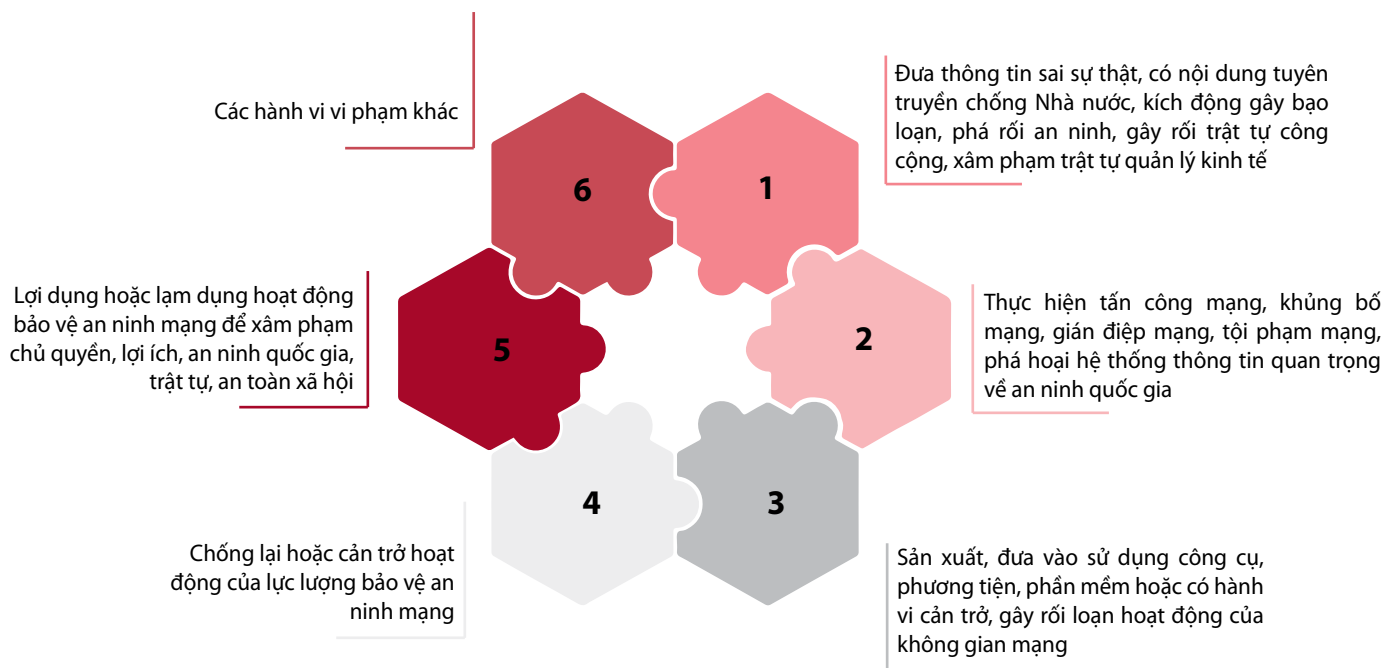 Các hành vi vi phạm khác
6
1
Đưa thông tin sai sự thật, có nội dung tuyên
truyền chống Nhà nước, kích động gây bạo
loạn, phá rối an ninh, gây rối trật tự công
cộng, xâm phạm trật tự quản lý kinh tế
Lợi dụng hoặc lạm dụng hoạt động
bảo vệ an ninh mạng để xâm phạm
chủ quyền, lợi ích, an ninh quốc gia,
trật tự, an toàn xã hội
5
2
Thực hiện tấn công mạng, khủng bố
mạng, gián điệp mạng, tội phạm mạng,
phá hoại hệ thống thông tin quan trọng
về an ninh quốc gia
4
3
Chống lại hoặc cản trở hoạt
động của lực lượng bảo vệ an
ninh mạng
Sản xuất, đưa vào sử dụng công cụ,
phương tiện, phần mềm hoặc có hành
vi cản trở, gây rối loạn hoạt động của
không gian mạng